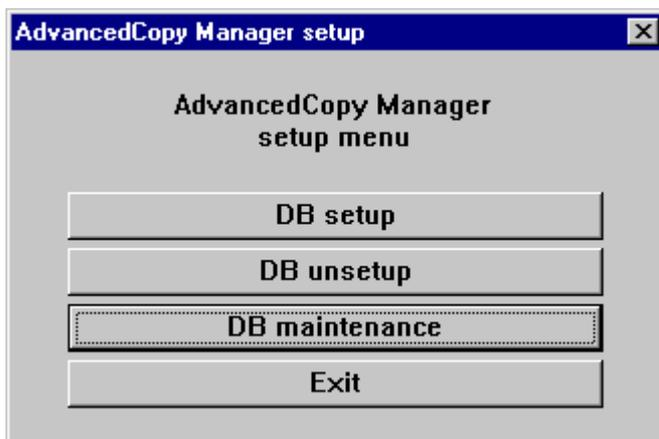 AdvancedCopy Manager setup
AdvancedCopy Manager
setup menu
DB setup
DB unsetup
DB maintenance
Exit